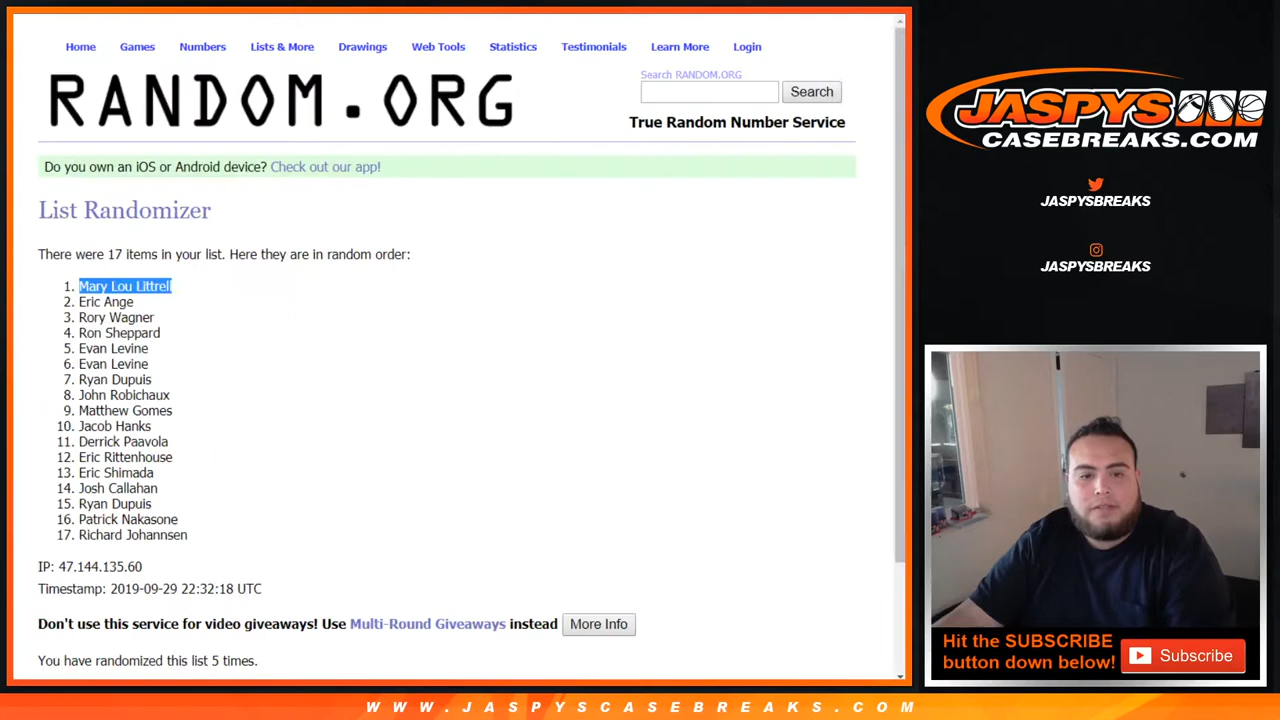 Home Games Numbers Lists & More Drawings Web Tools Statistics Testimonials Learn More Login
RANDOM.ORG
Search RANDOM.ORG
Search
True Random Number Service
Do you own an iOS or Android device? Check out our app!
List Randomizer
There were 17 items in your list. Here they are in random order:
1. Mary Lou Littrell
2. Eric Ange
3. Rory Wagner
4. Ron Sheppard
5. Evan Levine
6. Evan Levine
7. Ryan Dupuis
8. John Robichaux
9. Matthew Gomes
10. Jacob Hanks
11. Derrick Paavola
12. Eric Rittenhouse
13. Eric Shimada
14. Josh Callahan
15. Ryan Dupuis
16. Patrick Nakasone
17. Richard Johannsen
IP: 47.144.135.60
Timestamp: 2019-09-29 22:32:18 UTC
Don't use this service for video giveaways! Use Multi-Round Giveaways instead More Info
You have randomized this list 5 times.
JASPYS
CASEBREAKS.COM
JASPYSBREAKS
JASPYSBREAKS
Hit the SUBSCRIBE
button down below!
Subscribe
WWW.JASPYSCASEBREAKS.COM